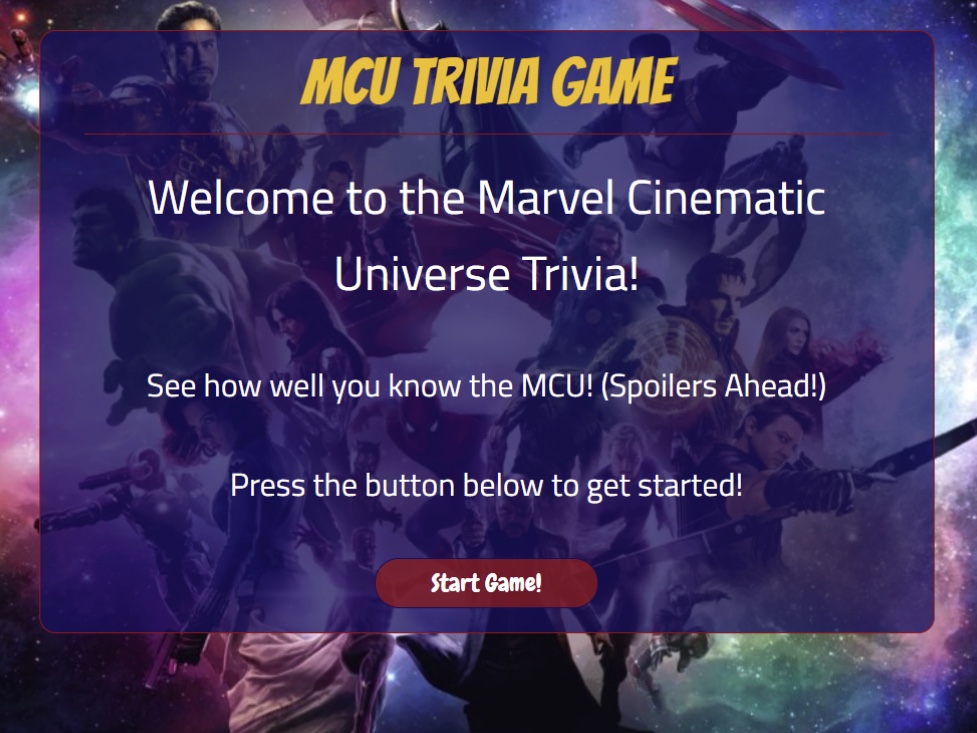 MCU TRIVIA GAME
Welcome to the Marvel Cinematic
Universe Trivia!
See how well you know the MCU! (Spoilers Ahead!)
Press the button below to get started!
Start Game!